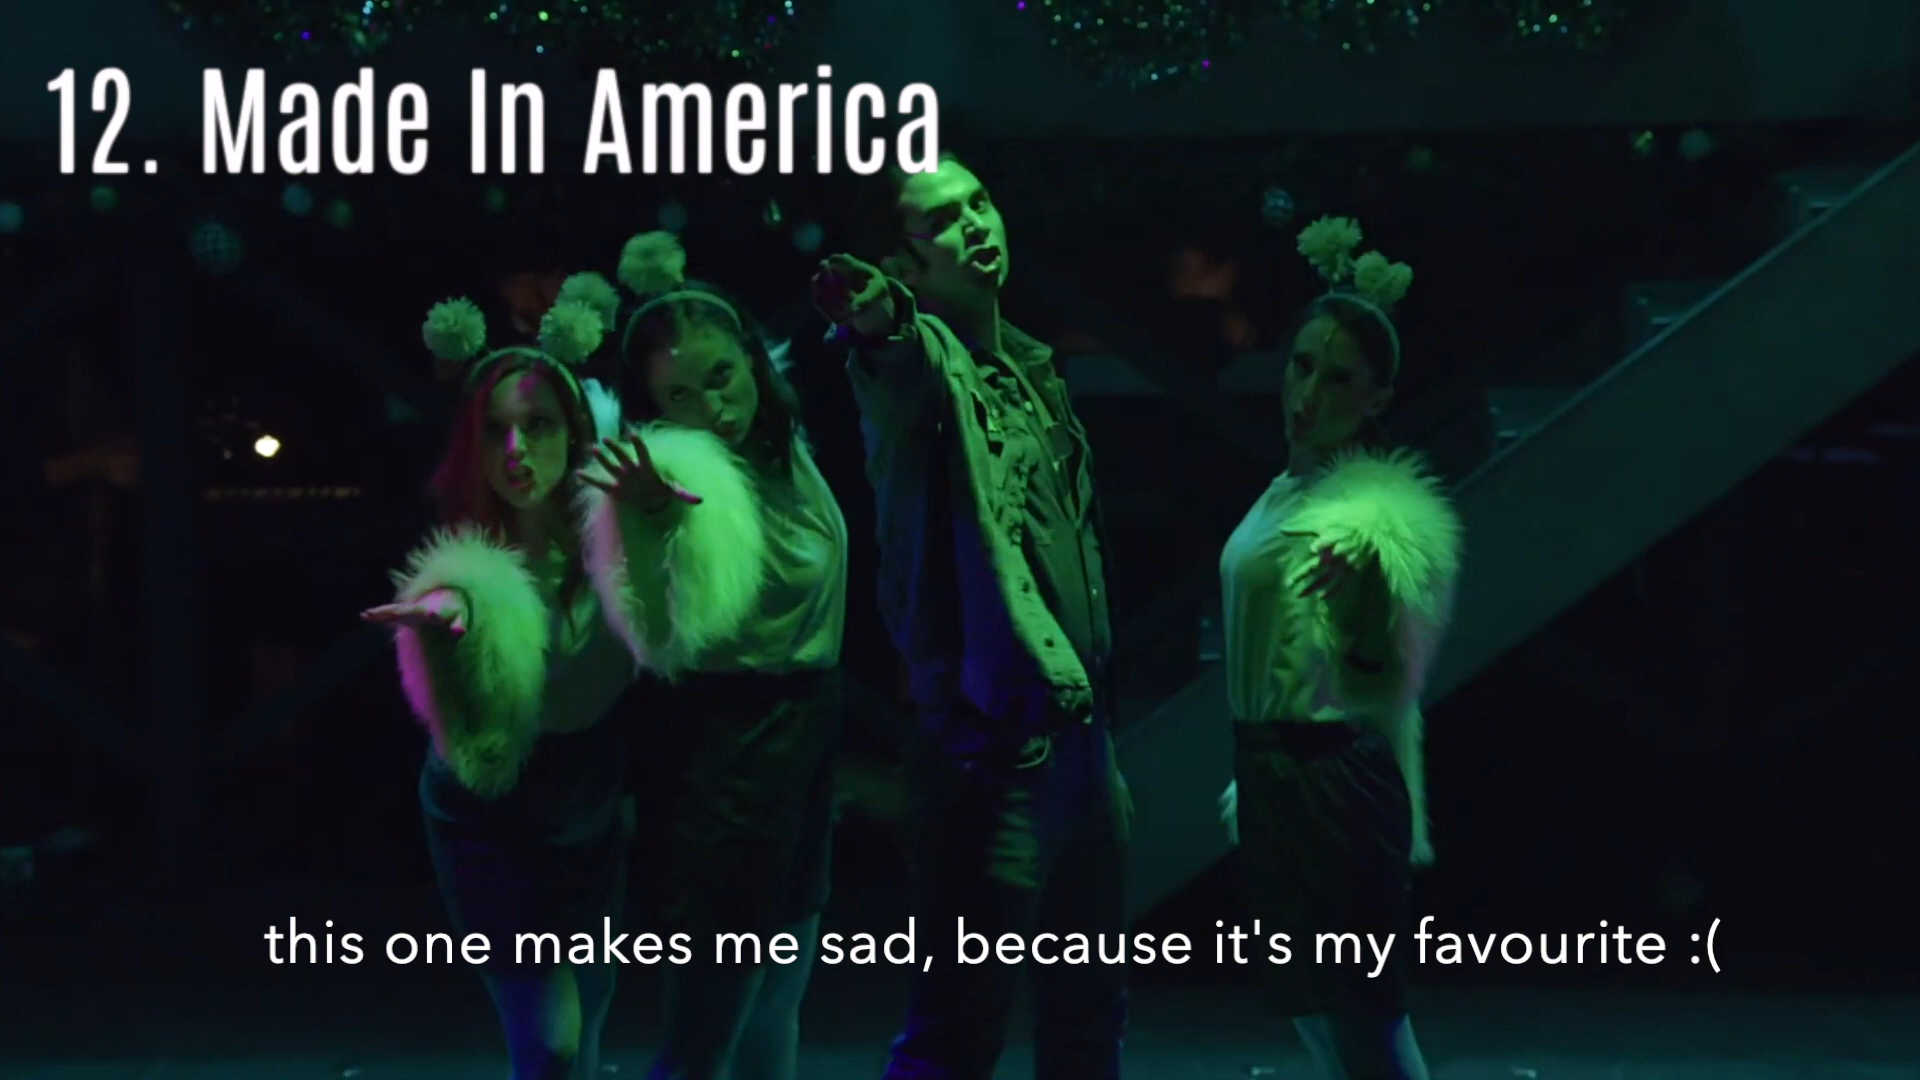 12. Made In America
this one makes me sad, because it's my favourite :(